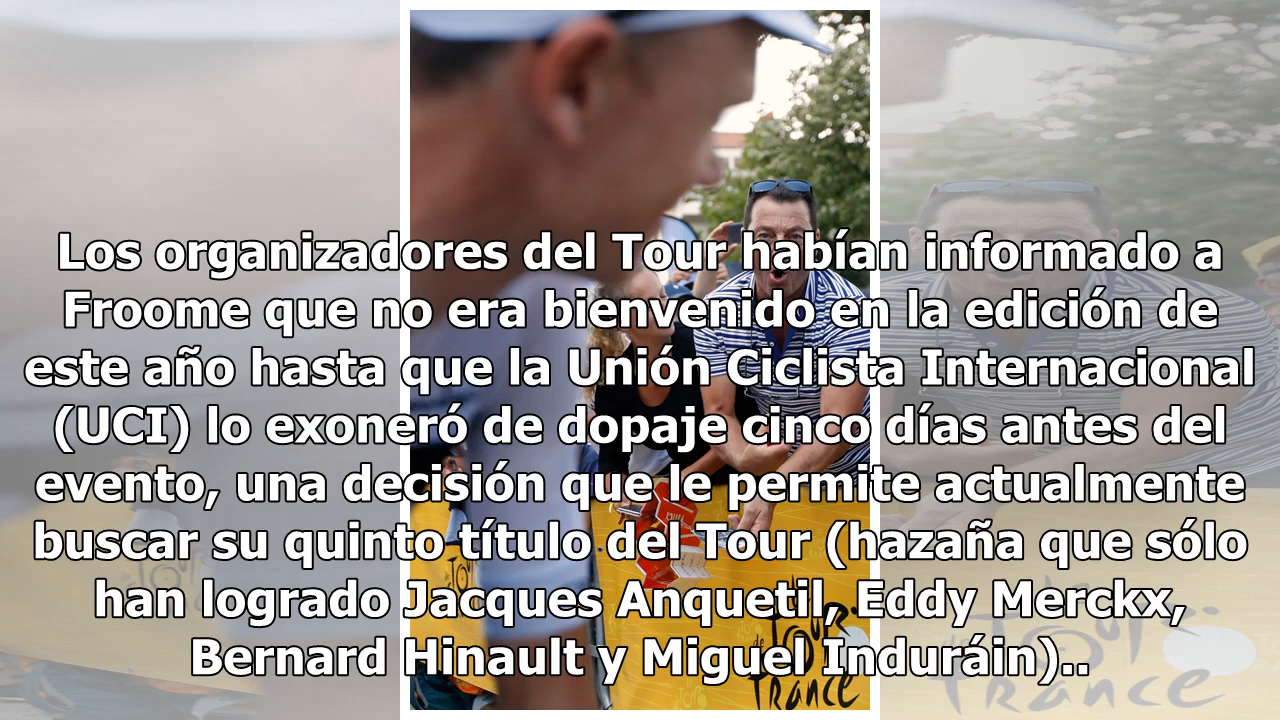 Los organizadores del Tour habían informado a
Froome que no era bienvenido en la edición de
este año hasta que la Unión Ciclista Internacional
(UCI) lo exoneró de dopaje cinco días antes del
evento, una decisión que le permite actualmente
buscar su quinto título del Tour (hazaña que sólo
han logrado Jacques Anquetil, Eddy Merckx,
Bernard Hinault y Miguel Induráin)..
Tour
de
France